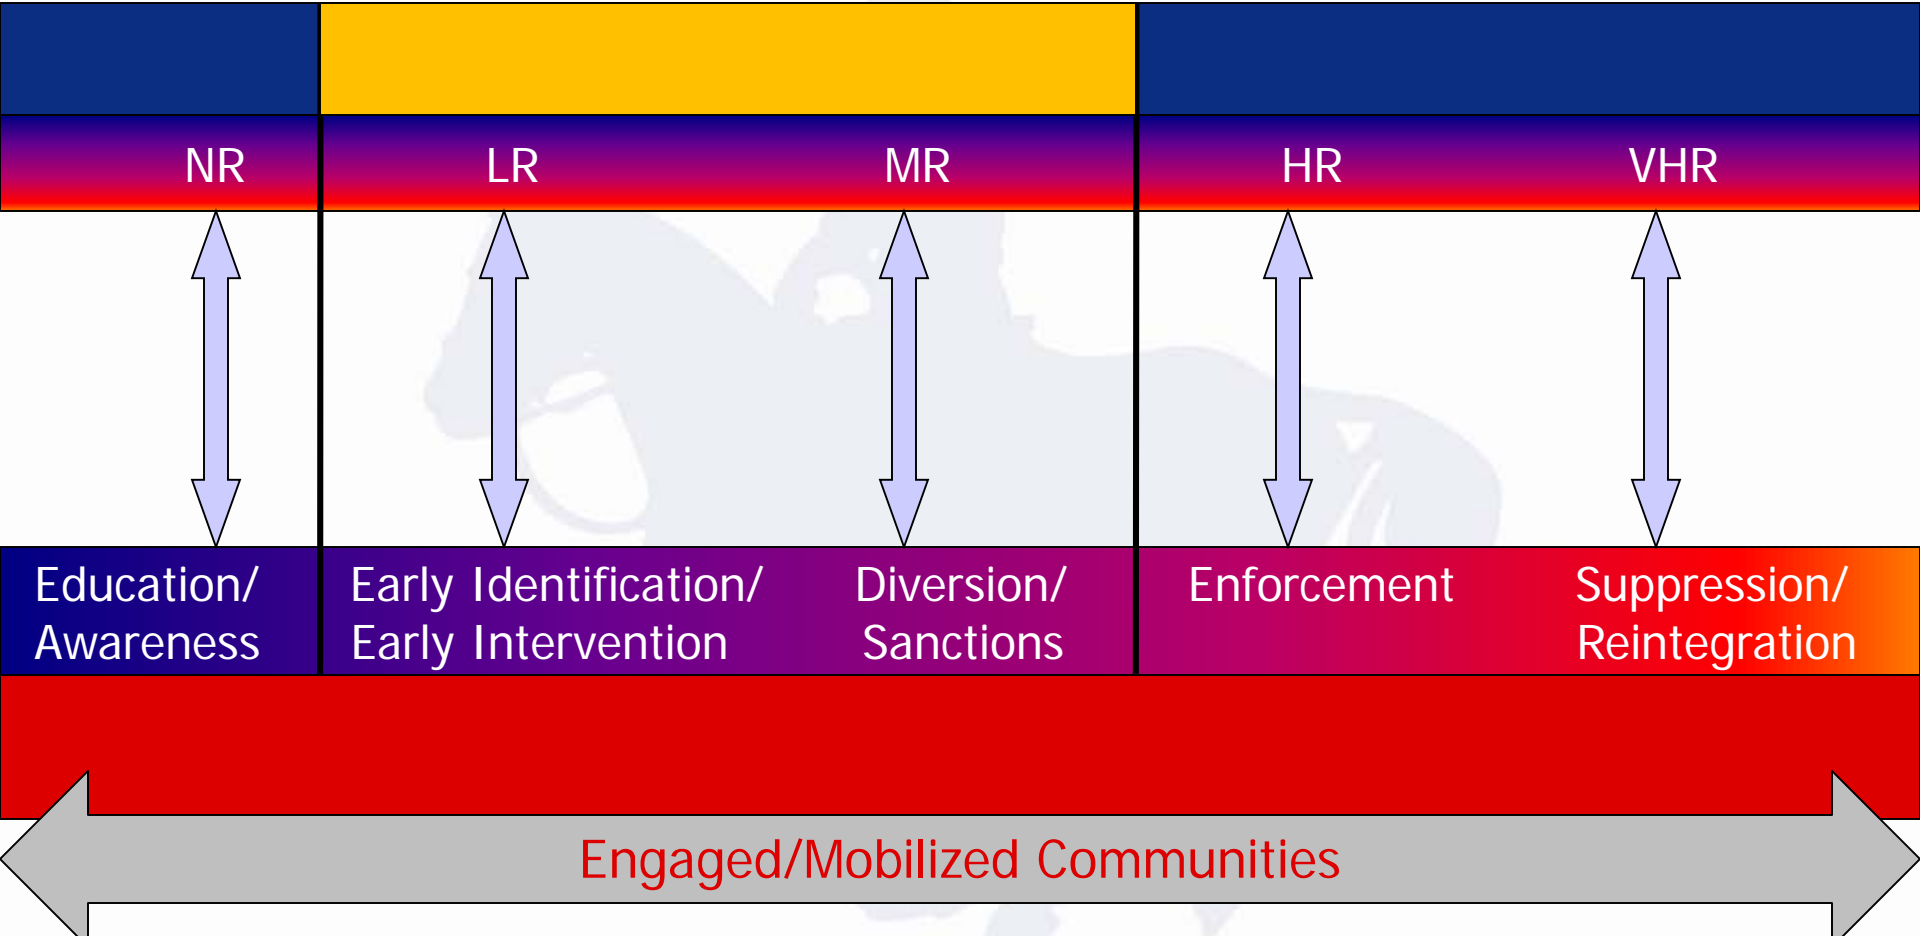 NR LR MR HR VHR
Education/ Early Identification/ Diversion/ Enforcement Suppression/
Awareness Early Intervention Sanctions Reintegration
Engaged/Mobilized Communities